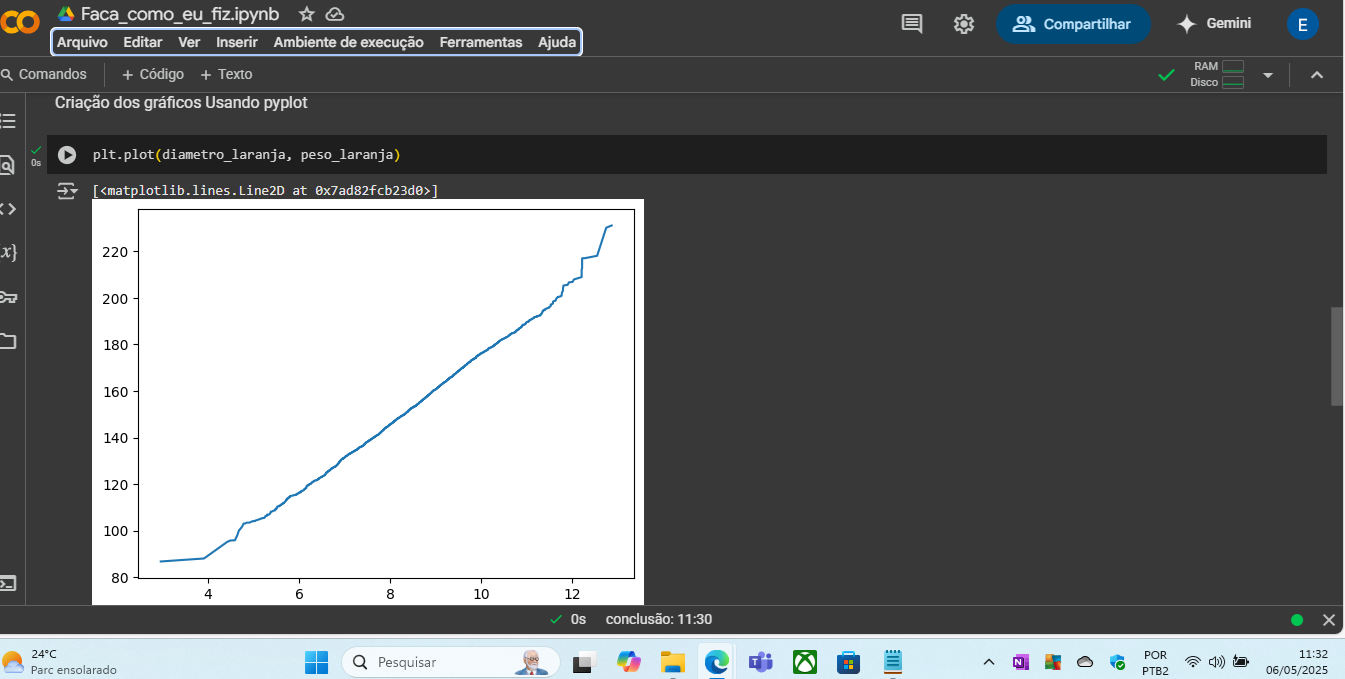 Faca_como_eu_fiz.ipynb
Compartilhar
Gemini
E
Arquivo Editar Ver Inserir Ambiente de execução Ferramentas Ajuda
Comandos + Código + Texto
RAM
Disco
Criação dos gráficos Usando pyplot
0s
plt.plot(diametro_laranja, peso_laranja)
[<matplotlib.lines.Line2D at 0x7ad82fcb23d0>]
220
200
180
160
140
120
100
80
4 6 8 10 12
0s conclusão: 11:30
24°C
Parc ensolarado
Pesquisar
POR
PTB2
11:32
06/05/2025